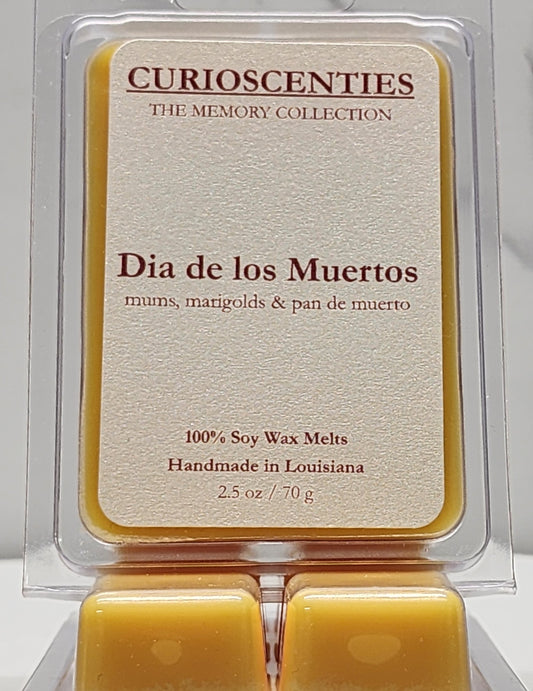 CURIOSCENTIES
THE MEMORY COLLECTION
Dia de los Muertos
mums, marigolds & pan de muerto
100% Soy Wax Melts
Handmade in Louisiana
2.5 oz / 70 g